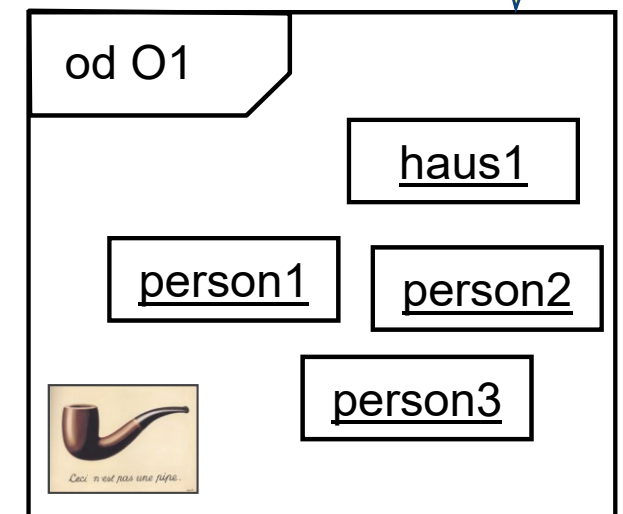 od O1
haus1
person1
person2
person3
Ceci n'est pas une pipe.